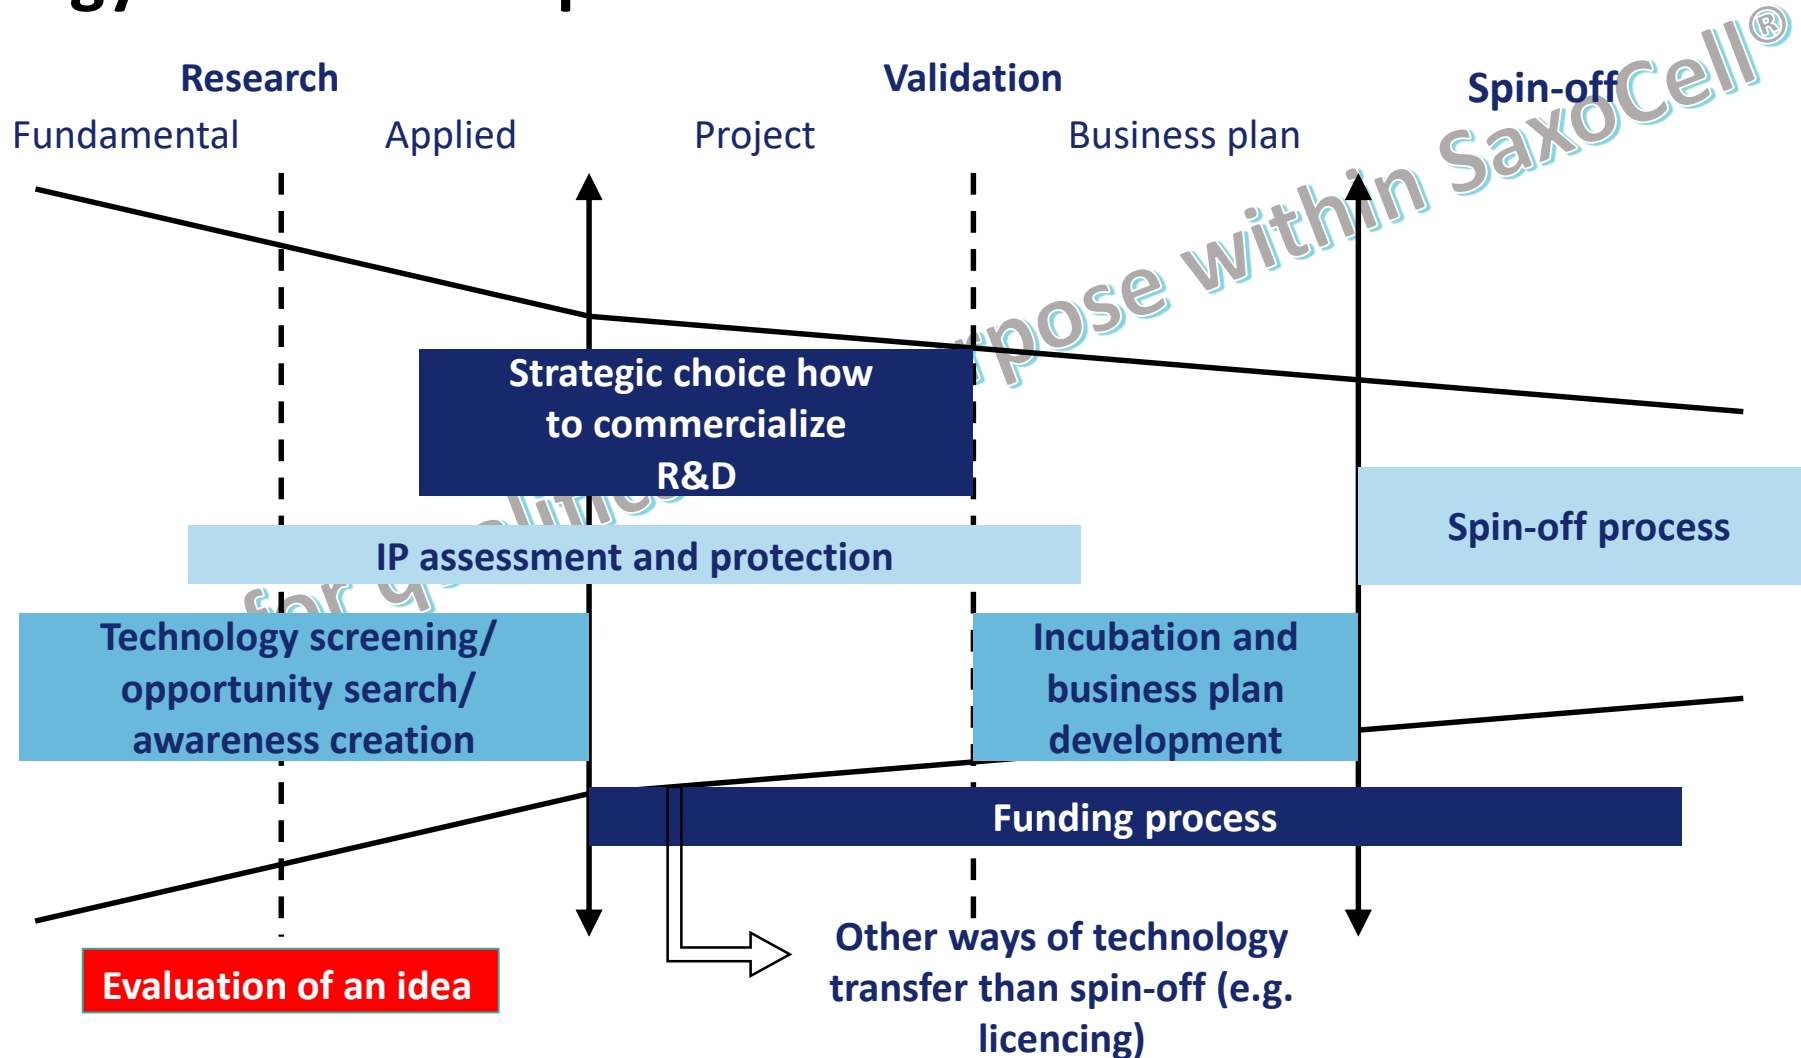 Research
Validation
Spin-off
Fundamental
Applied
Project
Business plan
Strategic choice how
to commercialize
R&D
IP assessment and protection
Spin-off process
Technology screening/
opportunity search/
awareness creation
Incubation and
business plan
development
Funding process
Evaluation of an idea
Other ways of technology
transfer than spin-off (e.g.
licencing)
for
within SaxoCell®